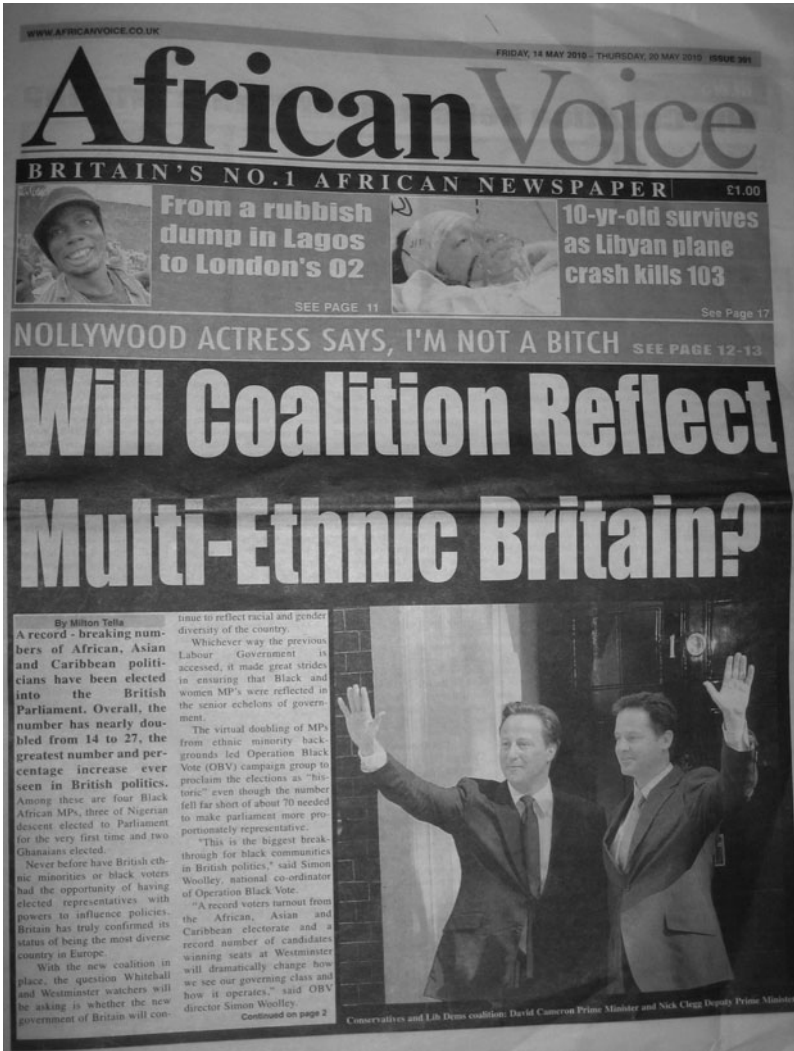 WWW.AFRICANVOICE.CO.UK
FRIDAY, 14 MAY 2010 – THURSDAY, 20 MAY 2010 ISSUE 391
African Voice
BRITAIN'S NO.1 AFRICAN NEWSPAPER
£1.00
From a rubbish
dump in Lagos
to London's 02
SEE PAGE 11
10-yr-old survives
as Libyan plane
crash kills 103
See Page 17
NOLLYWOOD ACTRESS SAYS, I'M NOT A BITCH SEE PAGE 12-13
Will Coalition Reflect
Multi-Ethnic Britain?
By Milton Tella
A record - breaking num-
bers of African, Asian
and Caribbean politi-
cians have been elected
into the British
Parliament. Overall, the
number has nearly dou-
bled from 14 to 27, the
greatest number and per-
centage increase ever
seen in British politics.
Among these are four Black
African MPs, three of Nigerian
descent elected to Parliament
for the very first time and two
Ghanaians elected.
Never before have British eth-
nic minorities or black voters
had the opportunity of having
elected representatives with
powers to influence policies.
Britain has truly confirmed its
status of being the most diverse
country in Europe.
With the new coalition in
place, the question Whitehall
and Westminster watchers will
be asking is whether the new
government of Britain will con-
tinue to reflect racial and gender
diversity of the country.
Whichever way the previous
Labour Government is
accessed, it made great strides
in ensuring that Black and
women MP's were reflected in
the senior echelons of govern-
ment.
The virtual doubling of MPs
from ethnic minority back-
grounds led Operation Black
Vote (OBV) campaign group to
proclaim the elections as "his-
toric" even though the number
fell far short of about 70 needed
to make parliament more pro-
portionately representative.
"This is the biggest break-
through for black communities
in British politics," said Simon
Woolley, national co-ordinator
of Operation Black Vote.
"A record voters turnout from
the African, Asian and
Caribbean electorate and a
record number of candidates
winning seats at Westminster
will dramatically change how
we see our governing class and
how it operates," said OBV
director Simon Woolley.
Continued on page 2
10
Conservatives and Lib Dems coalition: David Cameron Prime Minister and Nick Clegg Deputy Prime Minister